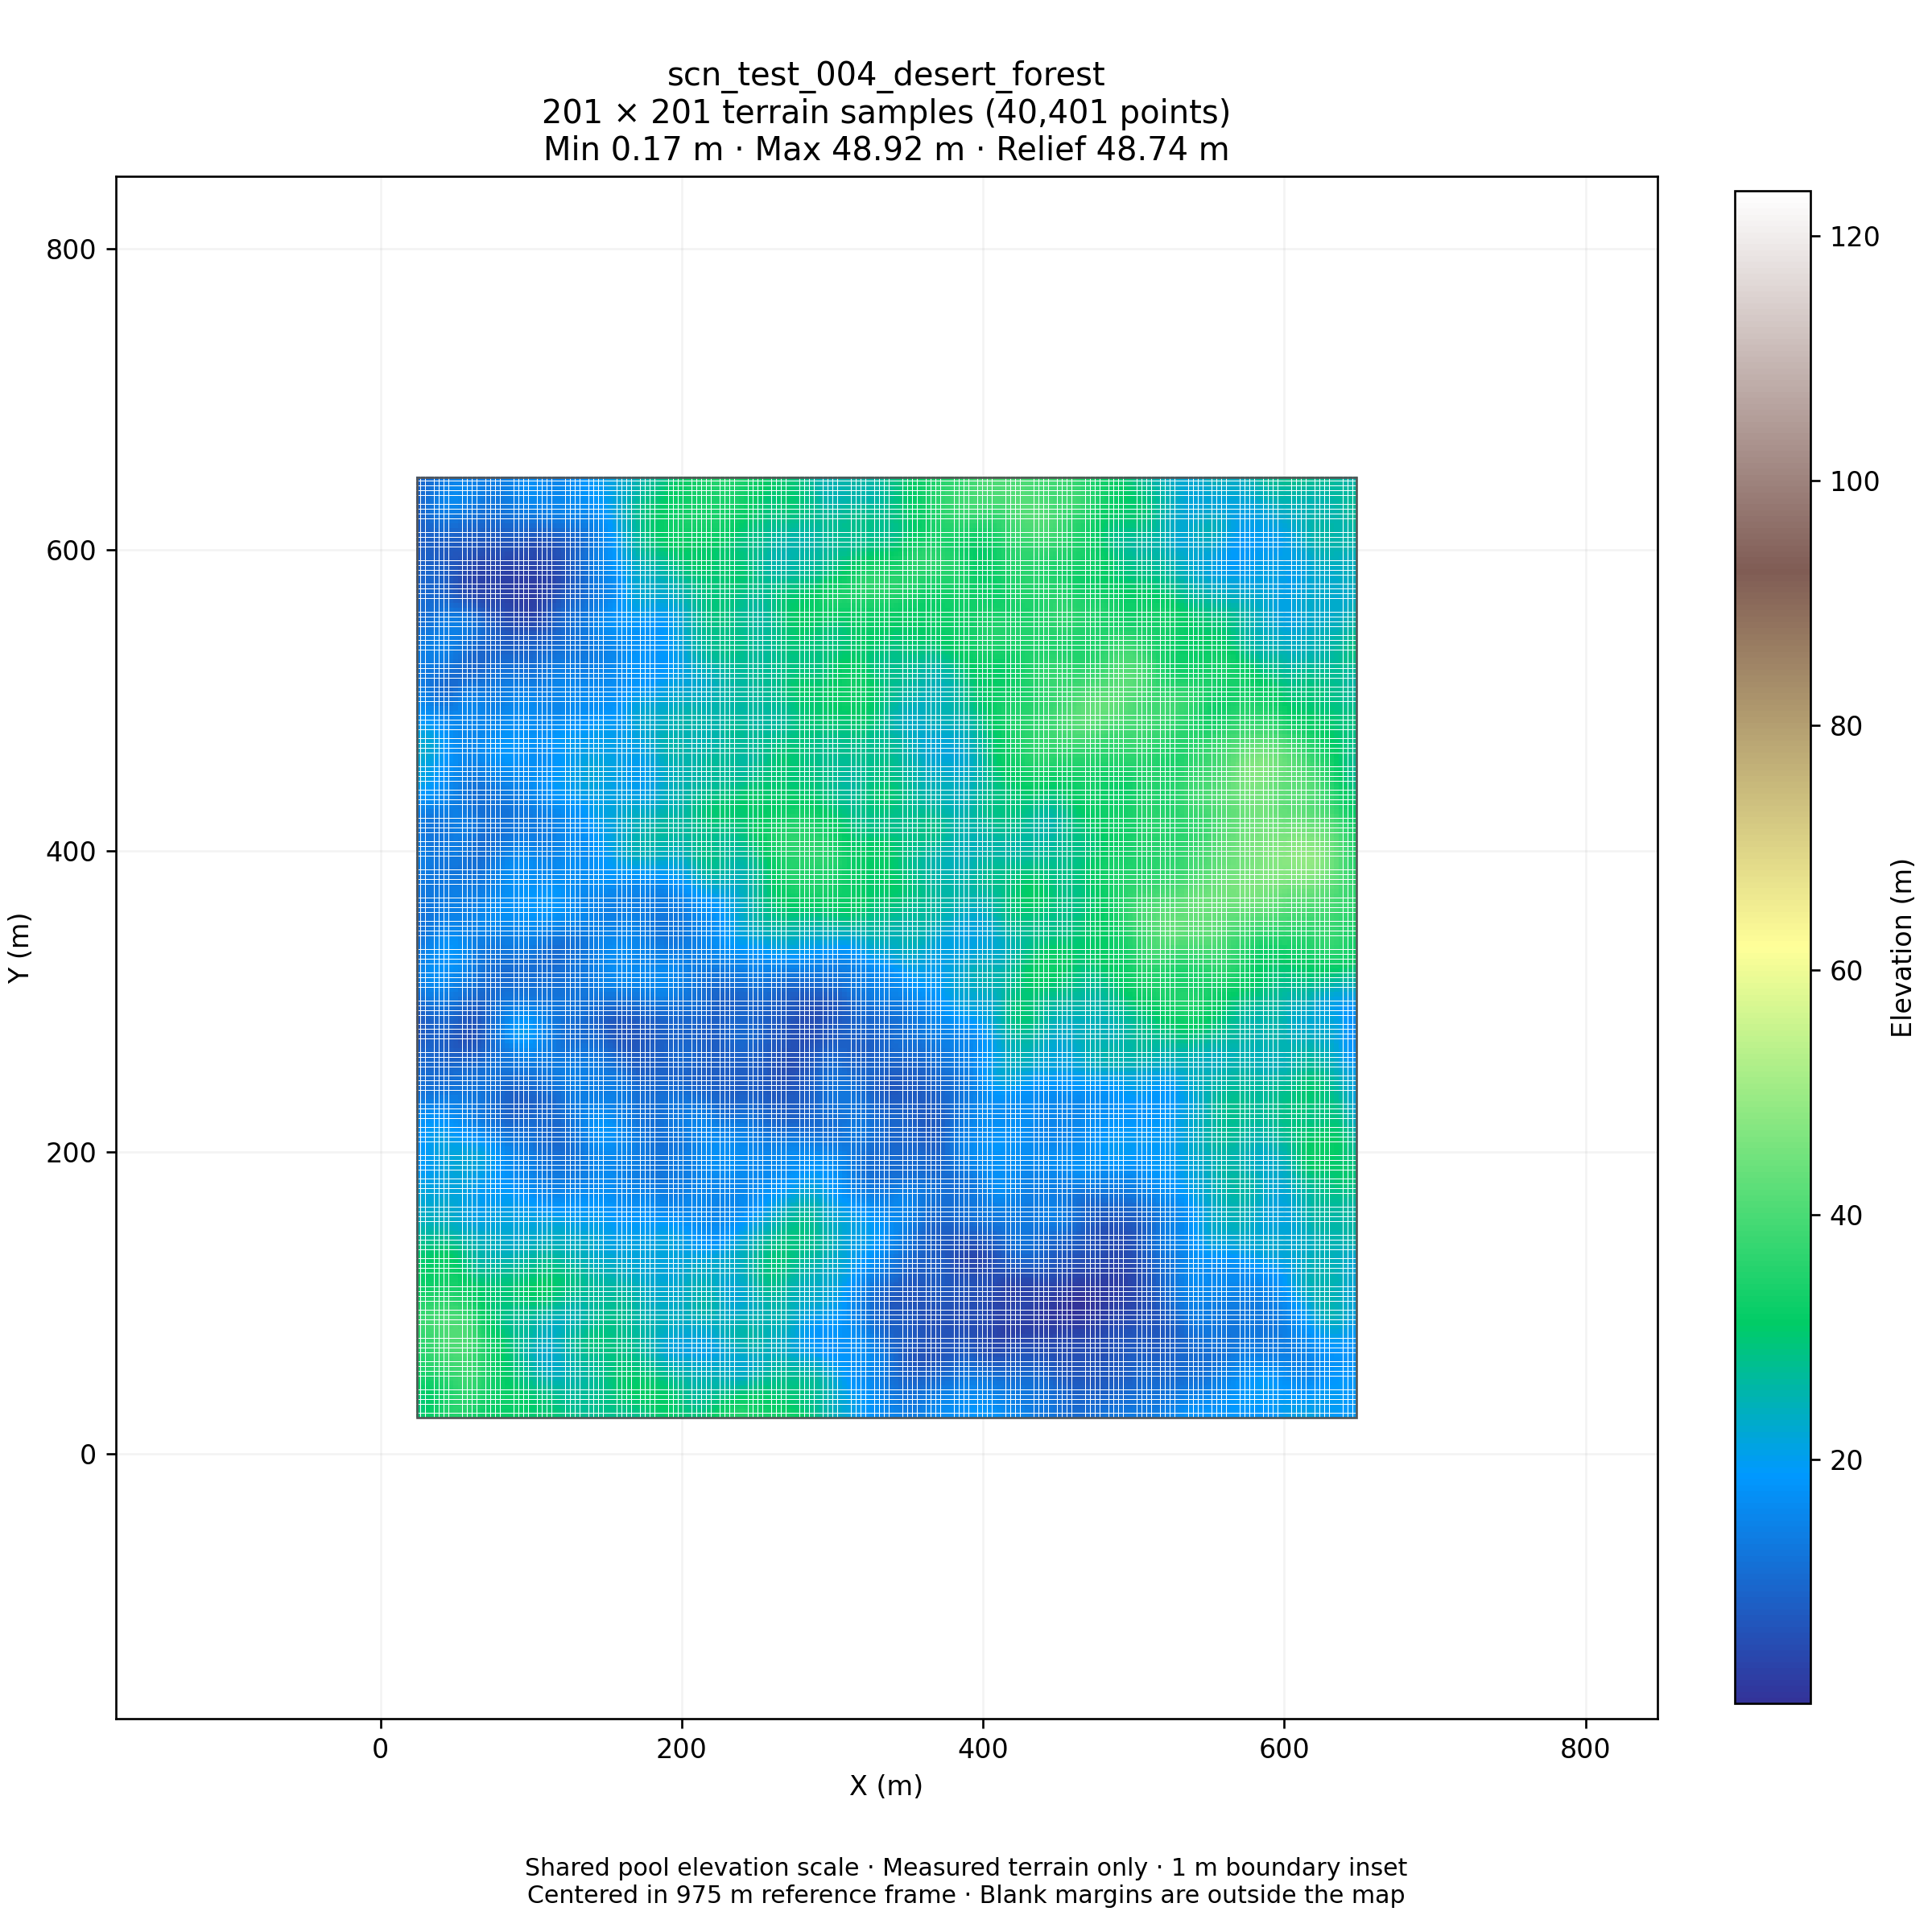 scn_test_004_desert_forest
201 × 201 terrain samples (40,401 points)
Min 0.17 m · Max 48.92 m · Relief 48.74 m
800
600
400
200
0
Y (m)
0
200
400
600
800
X (m)
120
100
80
60
40
20
Elevation (m)
Shared pool elevation scale · Measured terrain only · 1 m boundary inset
Centered in 975 m reference frame · Blank margins are outside the map